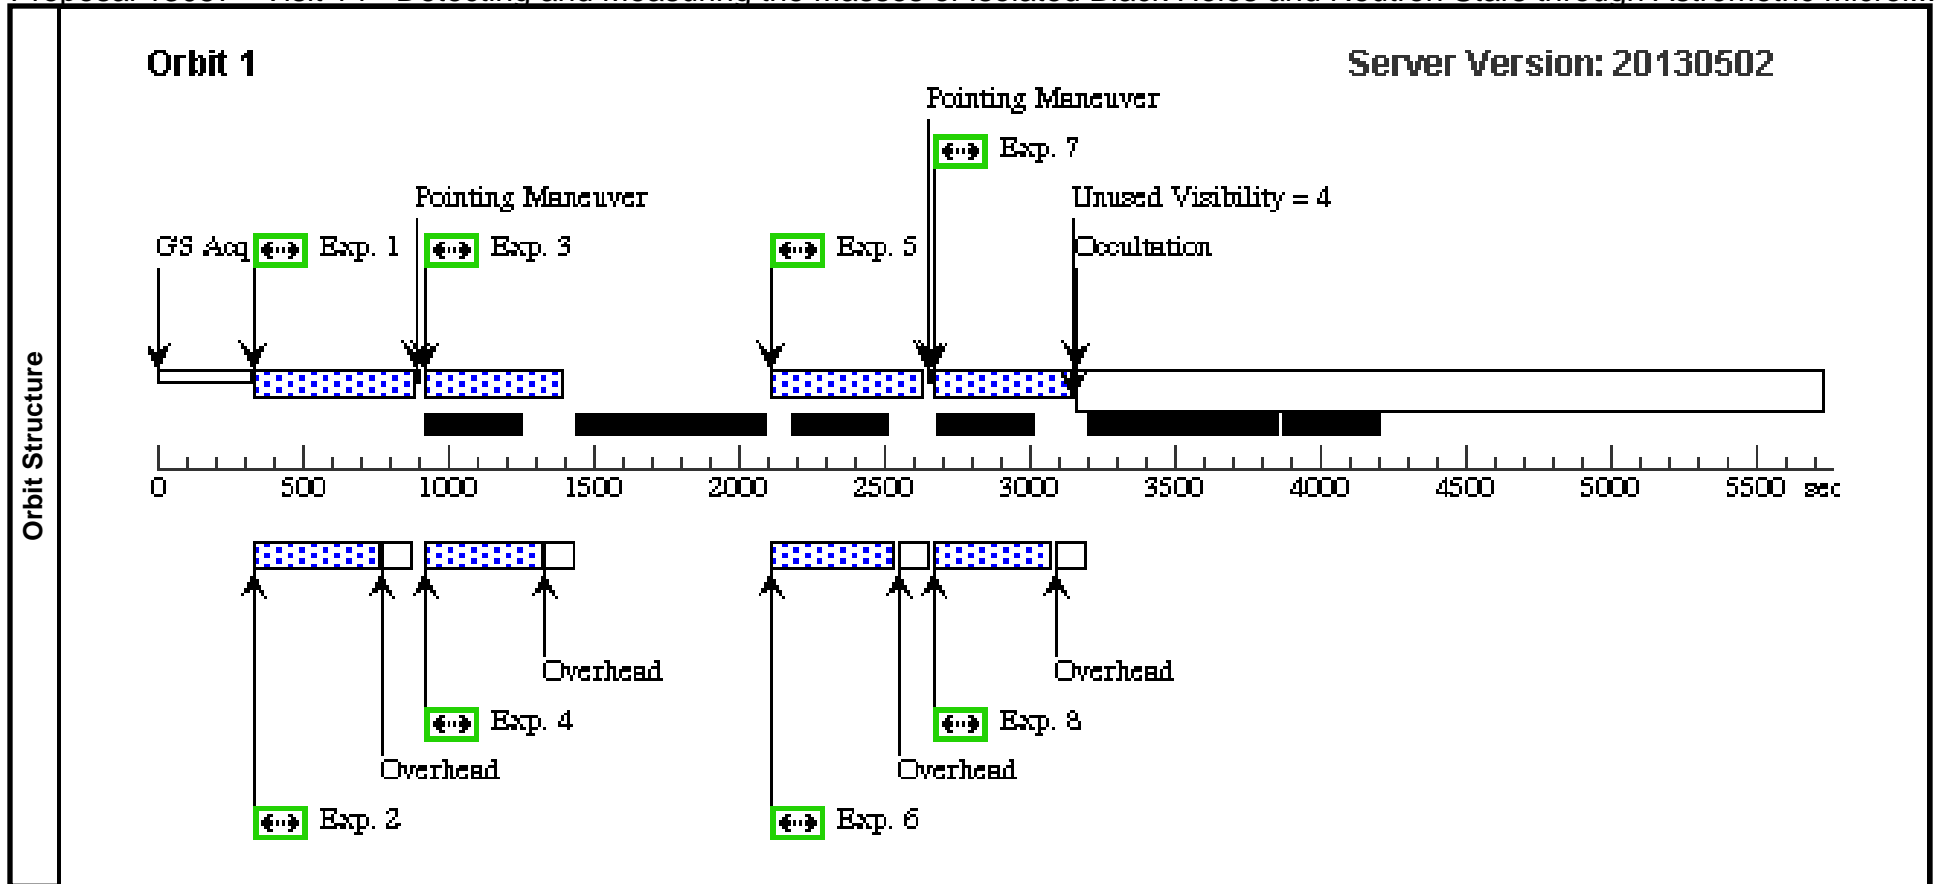 Orbit 1
Server Version: 20130502
Pointing Maneuver
Exp. 7
Pointing Maneuver
Unused Visibility = 4
GS Acq
Exp. 1
Exp. 3
Exp. 5
Occultation
Orbit Structure
0 500 1000 1500 2000 2500 3000 3500 4000 4500 5000 5500 sec
Overhead
Overhead
Exp. 4
Exp. 8
Overhead
Overhead
Exp. 2
Exp. 6